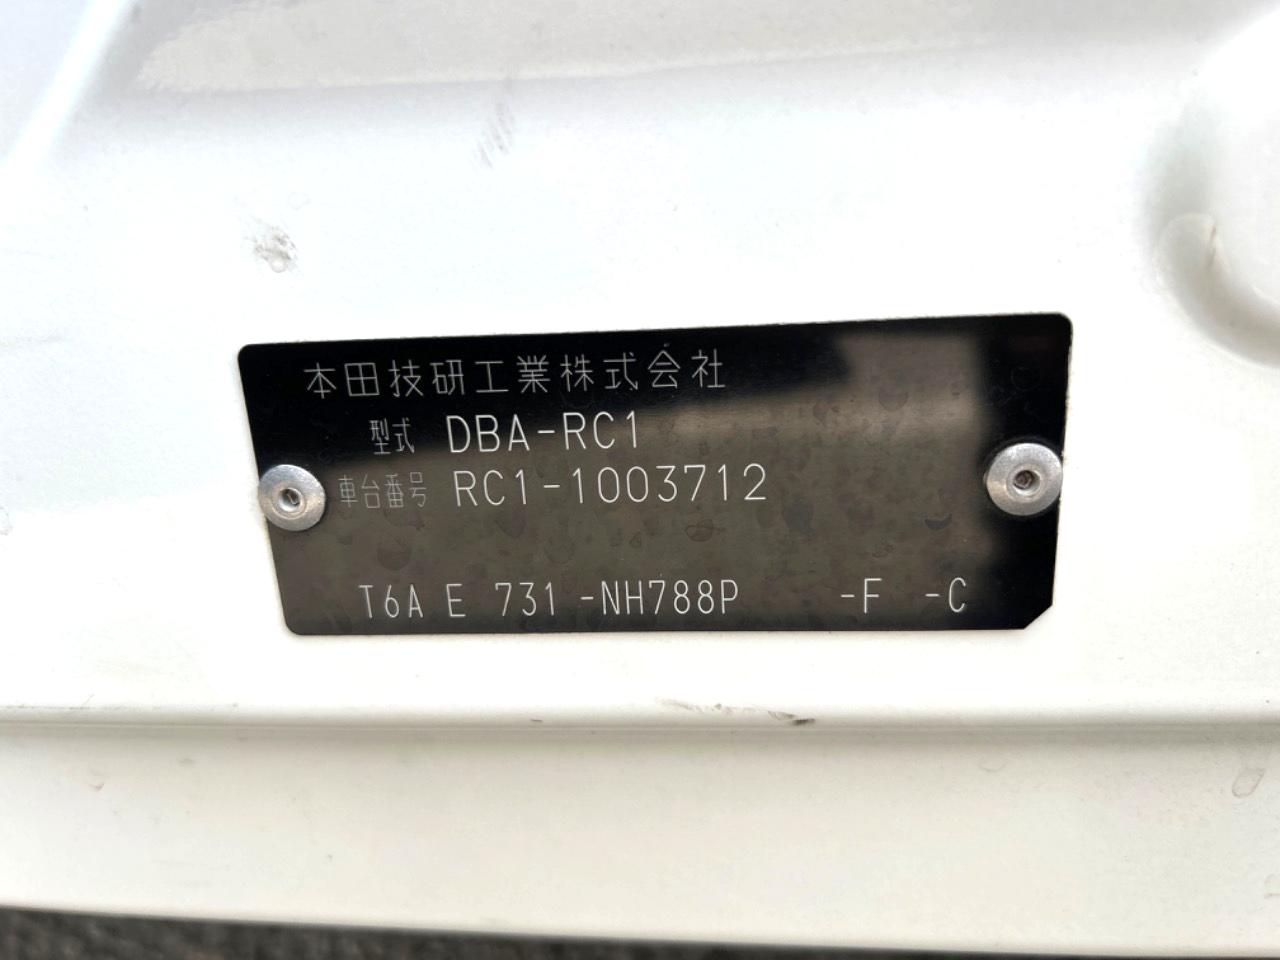 本田技研工業株式会社
型式 DBA-RC1
車台番号 RC1-1003712
T6A E 731 -NH788P -F -C